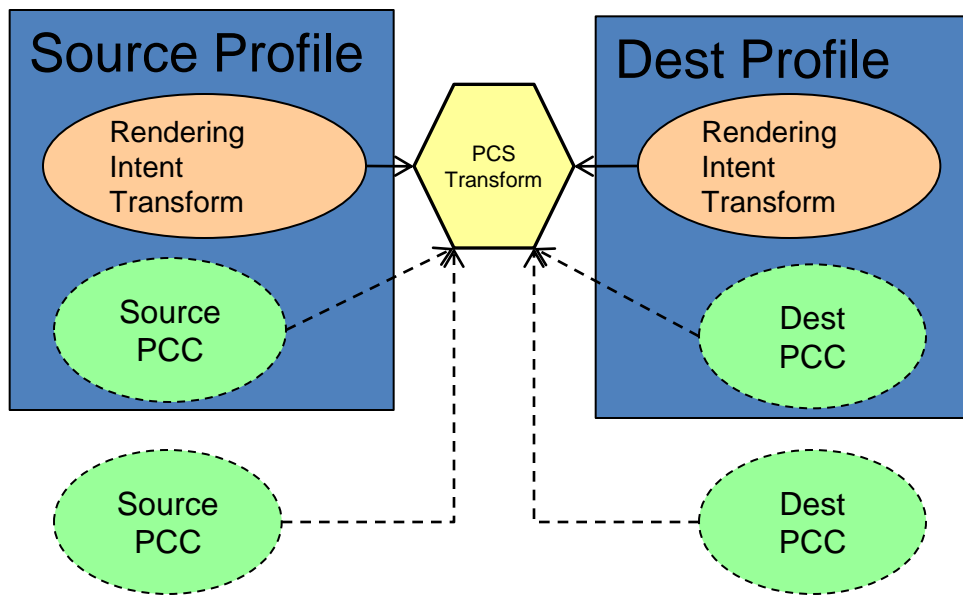 Source Profile
Rendering
Intent
Transform
Source
PCC
PCS
Transform
Dest Profile
Rendering
Intent
Transform
Dest
PCC
Source
PCC
Dest
PCC